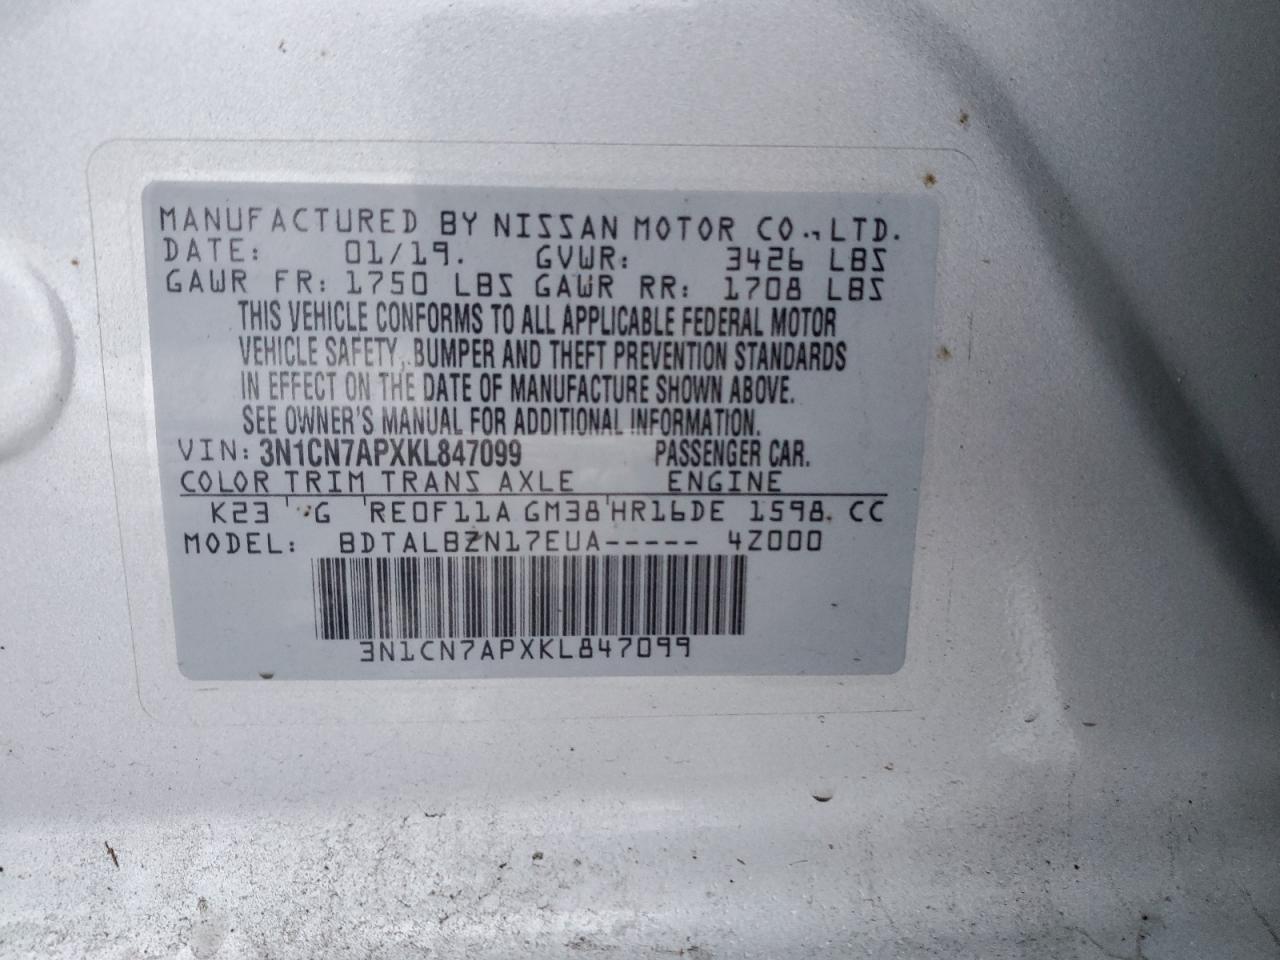 MANUFACTURED BY NISSAN MOTOR CO., LTD.
DATE: 01/19. GVWR: 3426 LBS
GAWR FR: 1750 LBS GAWR RR: 1708 LBS
THIS VEHICLE CONFORMS TO ALL APPLICABLE FEDERAL MOTOR
VEHICLE SAFETY, BUMPER AND THEFT PREVENTION STANDARDS
IN EFFECT ON THE DATE OF MANUFACTURE SHOWN ABOVE.
SEE OWNER'S MANUAL FOR ADDITIONAL INFORMATION.
VIN: 3N1CN7APXKL847099 PASSENGER CAR.
COLOR TRIM TRANS AXLE ENGINE
K23 G RE0F11A GM38 HR16DE 1598 CC
MODEL: BDTALBZN17EUA----- 4Z000
3N1CN7APXKL847099